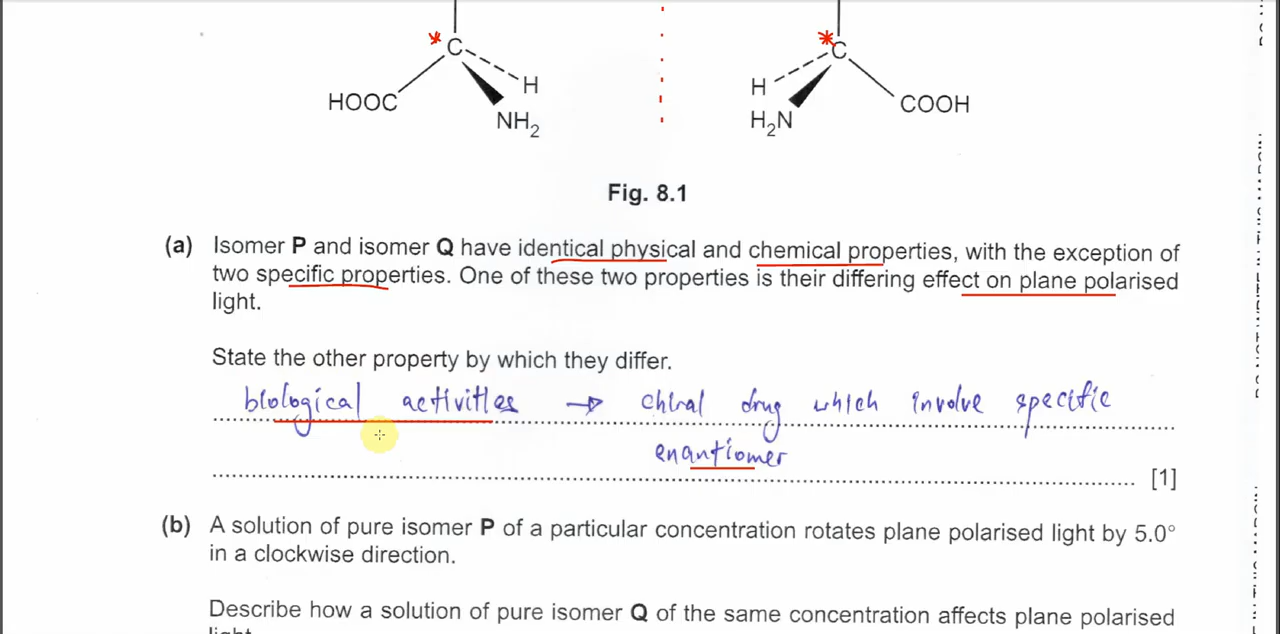 * C H * C
HOOC NH2 H H2N COOH
Fig. 8.1
(a) Isomer P and isomer Q have identical physical and chemical properties, with the exception of
two specific properties. One of these two properties is their differing effect on plane polarised
light.
State the other property by which they differ.
biological activities → chiral drug which involve specific
enantiomer
[1]
(b) A solution of pure isomer P of a particular concentration rotates plane polarised light by 5.0°
in a clockwise direction.
Describe how a solution of pure isomer Q of the same concentration affects plane polarised
light.